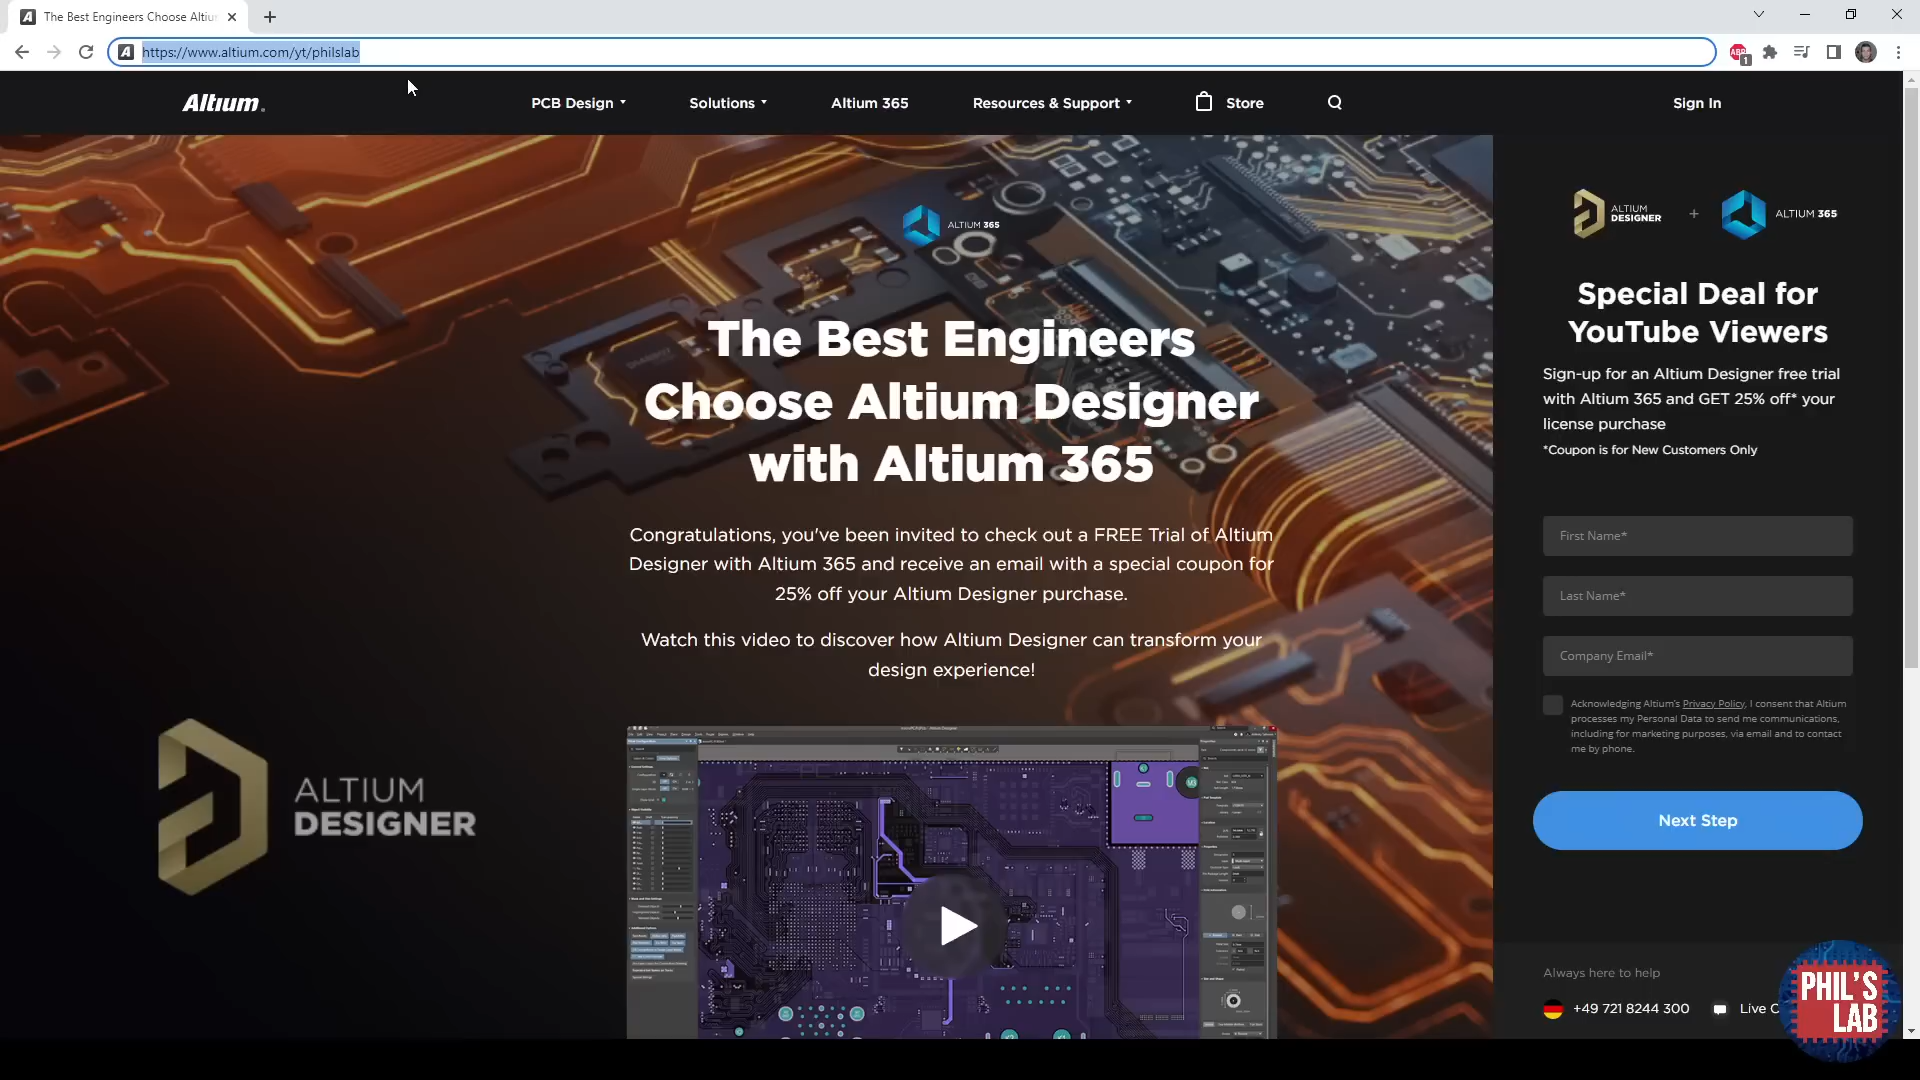 The Best Engineers Choose Altiu
https://www.altium.com/yt/philslab
ABP
1
Altium.
PCB Design
Solutions
Altium 365
Resources & Support
Store
Sign In
ALTIUM 365
The Best Engineers
Choose Altium Designer
with Altium 365
Congratulations, you've been invited to check out a FREE Trial of Altium
Designer with Altium 365 and receive an email with a special coupon for
25% off your Altium Designer purchase.
Watch this video to discover how Altium Designer can transform your
design experience!
ALTIUM
DESIGNER
ALTIUM
DESIGNER
+
ALTIUM 365
Special Deal for
YouTube Viewers
Sign-up for an Altium Designer free trial
with Altium 365 and GET 25% off* your
license purchase
*Coupon is for New Customers Only
First Name*
Last Name*
Company Email*
Acknowledging Altium's Privacy Policy, I consent that Altium
processes my Personal Data to send me communications,
including for marketing purposes, via email and to contact
me by phone.
Next Step
Always here to help
+49 721 8244 300
Live C
PHIL'S
LAB